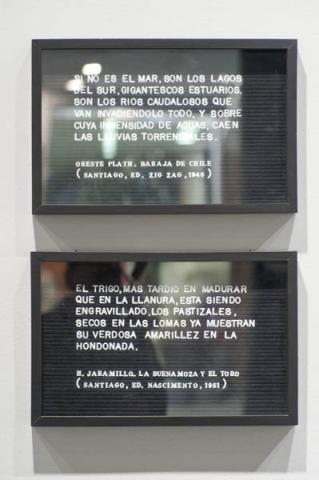 SI NO ES EL MAR, SON LOS LAGOS
DEL SUR, GIGANTESCOS ESTUARIOS.
SON LOS RIOS CAUDALOSOS QUE
VAN INVADIENDOLO TODO, Y SOBRE
CUYA INMENSIDAD DE AGUAS, CAEN
LAS LLUVIAS TORRENCIALES.
ORESTE PLATH. BARAJA DE CHILE
(SANTIAGO, ED. ZIG ZAG, 1946)
EL TRIGO, MAS TARDIO EN MADURAR
QUE EN LA LLANURA, ESTA SIENDO
ENGRAVILLADO. LOS PASTIZALES,
SECOS EN LAS LOMAS YA MUESTRAN
SU VERDOSA AMARILLEZ EN LA
HONDONADA.
H. JARAMILLO. LA BUENAMOZA Y EL TORO
(SANTIAGO, ED. NASCIMENTO, 1951)